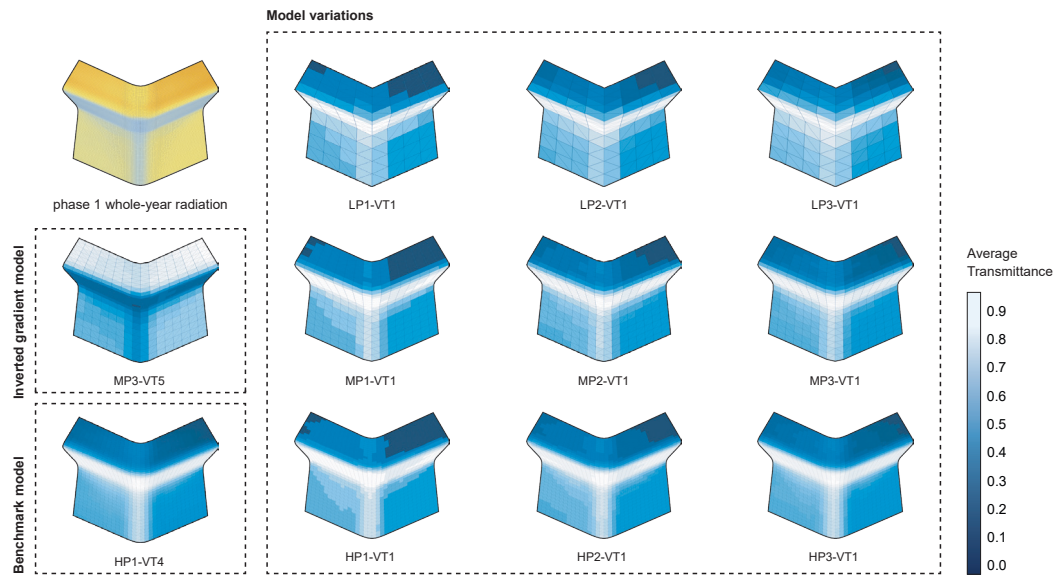 Model variations
phase 1 whole-year radiation
LP1-VT1
LP2-VT1
LP3-VT1
Inverted gradient model
MP3-VT5
MP1-VT1
MP2-VT1
MP3-VT1
Benchmark model
HP1-VT4
HP1-VT1
HP2-VT1
HP3-VT1
Average
Transmittance
0.9
0.8
0.7
0.6
0.5
0.4
0.3
0.2
0.1
0.0